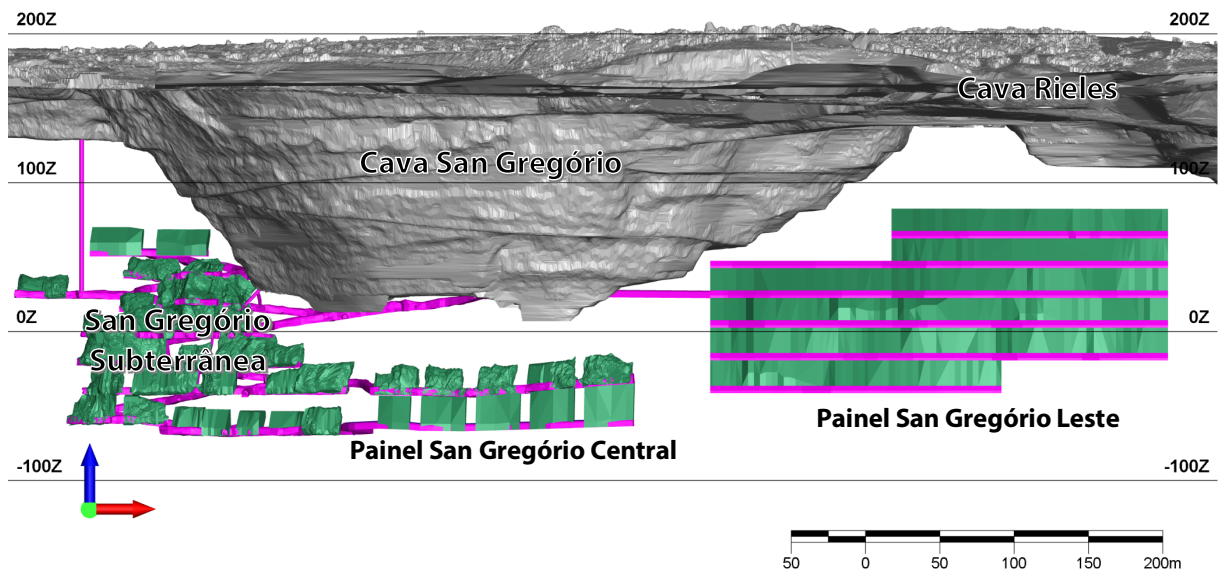 200Z
200Z
Cava Rieles
Cava San Gregório
100Z
100Z
San Gregório
Subterrânea
0Z
0Z
Painel San Gregório Leste
Painel San Gregório Central
-100Z
-100Z
50 0 50 100 150 200m